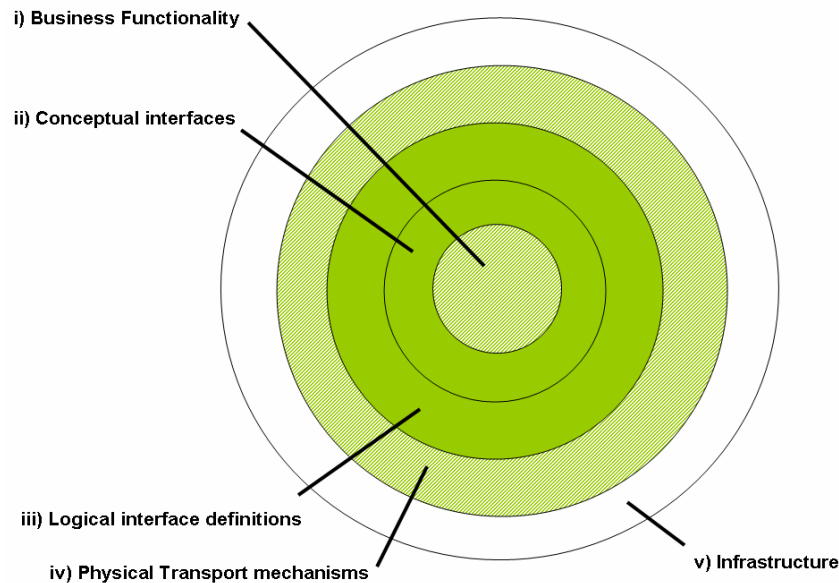 i) Business Functionality
ii) Conceptual interfaces
iii) Logical interface definitions
iv) Physical Transport mechanisms
v) Infrastructure